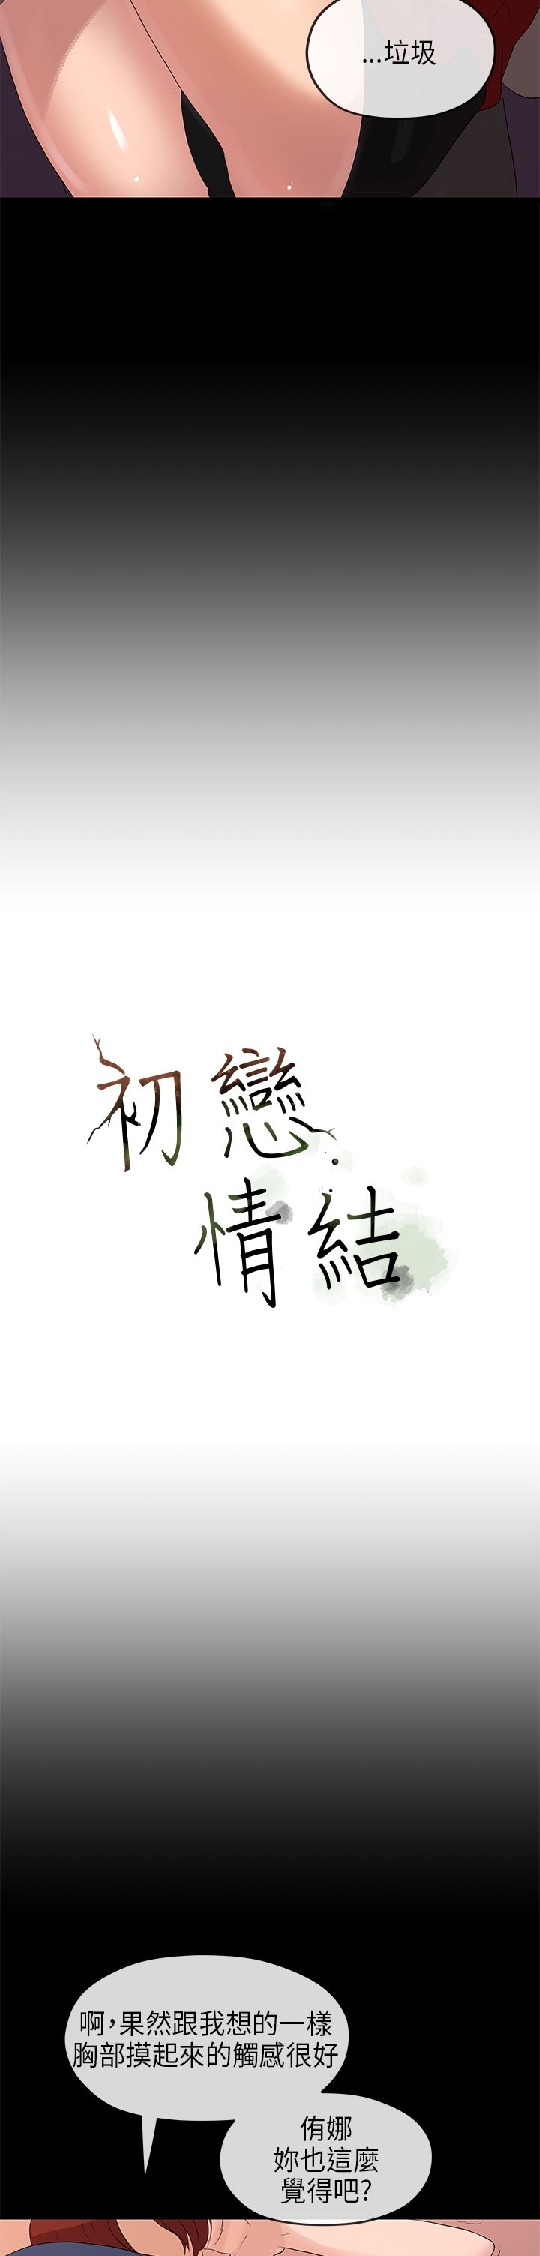 ...垃圾
初戀
情結
啊,果然跟我想的一樣
胸部摸起來的觸感很好
侑娜
妳也這麼
覺得吧?